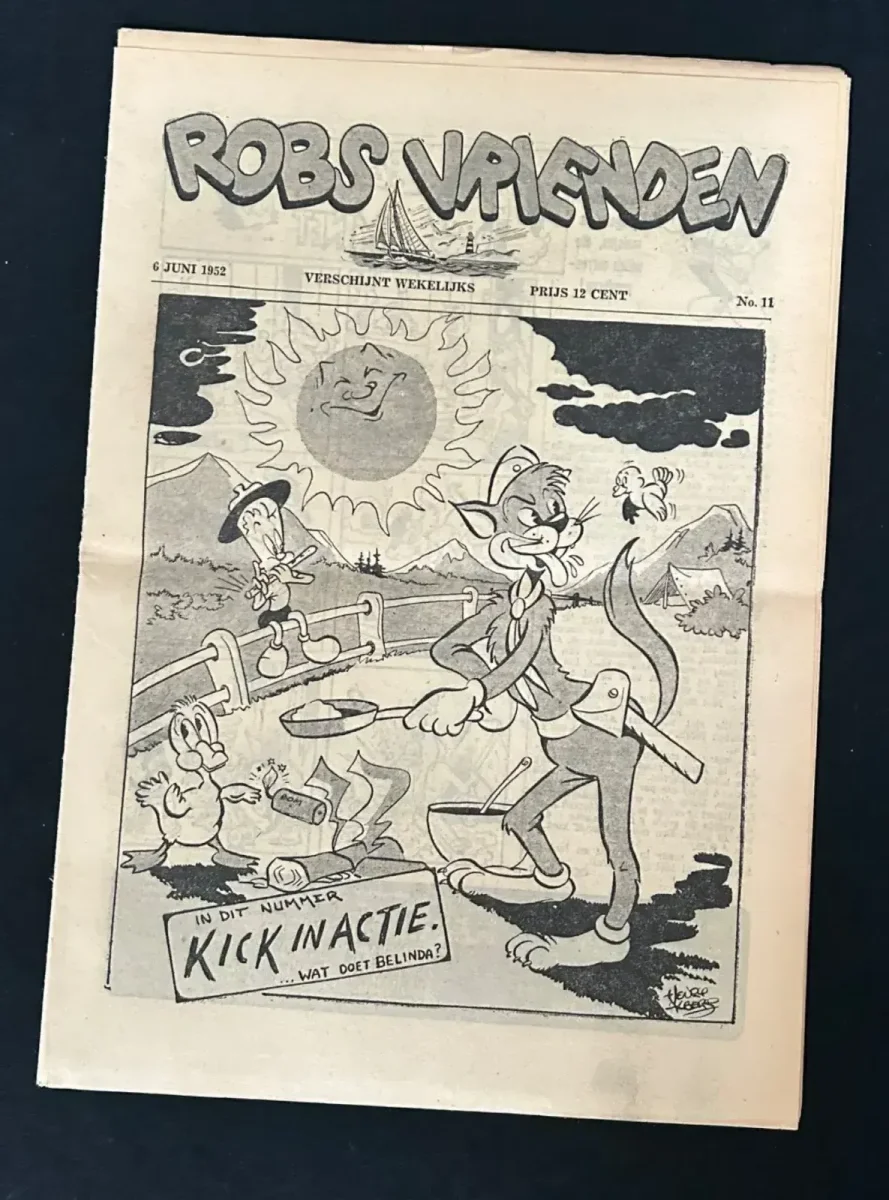 ROBS VRIENDEN
6 JUNI 1952
VERSCHIJNT WEKELIJKS
PRIJS 12 CENT
No. 11
BOM
IN DIT NUMMER
KICK IN ACTIE.
...WAT DOET BELINDA?